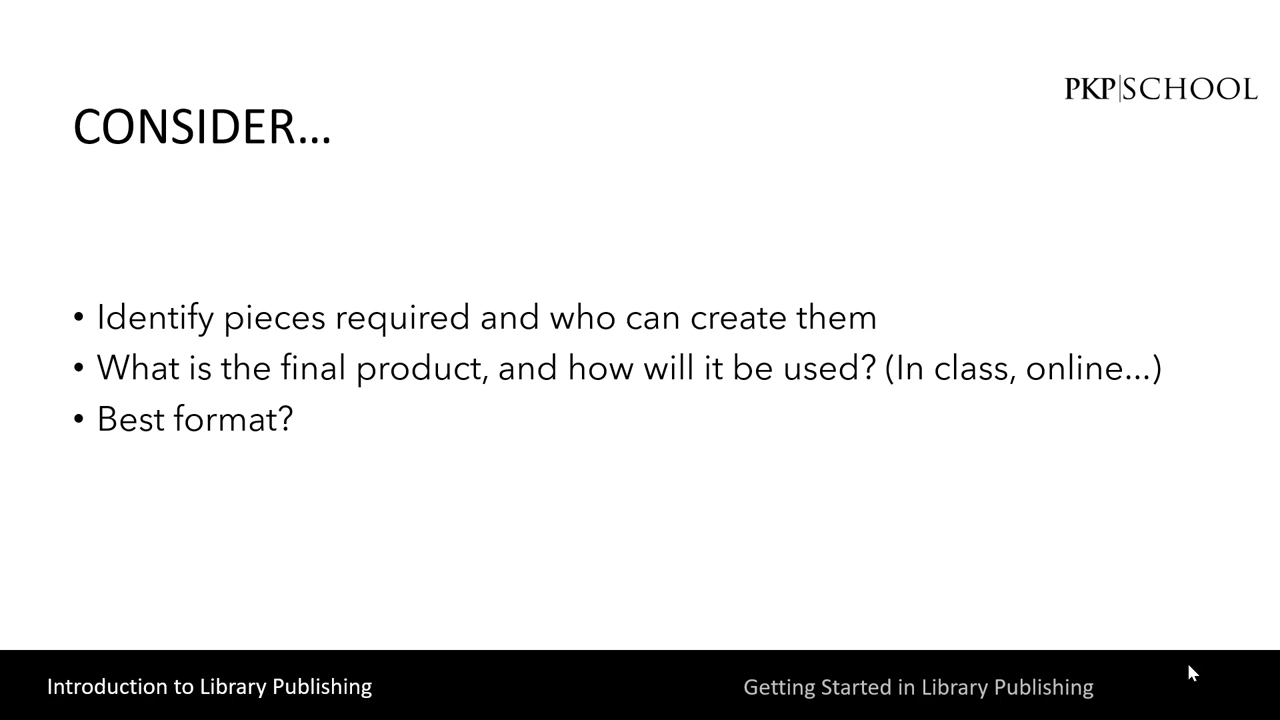 PKP|SCHOOL
CONSIDER…
• Identify pieces required and who can create them
• What is the final product, and how will it be used? (In class, online…)
• Best format?
Introduction to Library Publishing
Getting Started in Library Publishing